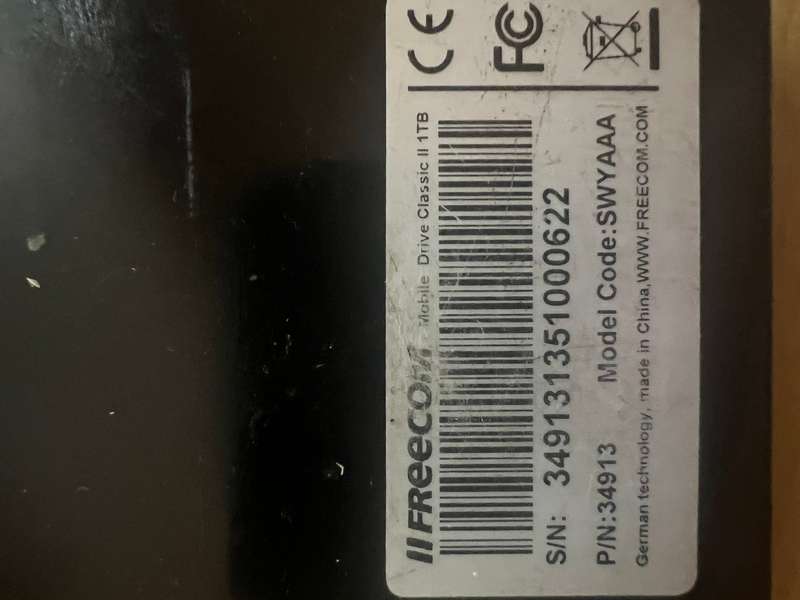 FREECOM Mobile Drive Classic II 1TB
S/N: 349131351000622
P/N:34913 Model Code:SWYAAA
German technology, made in China,WWW.FREECOM.COM
CE FC